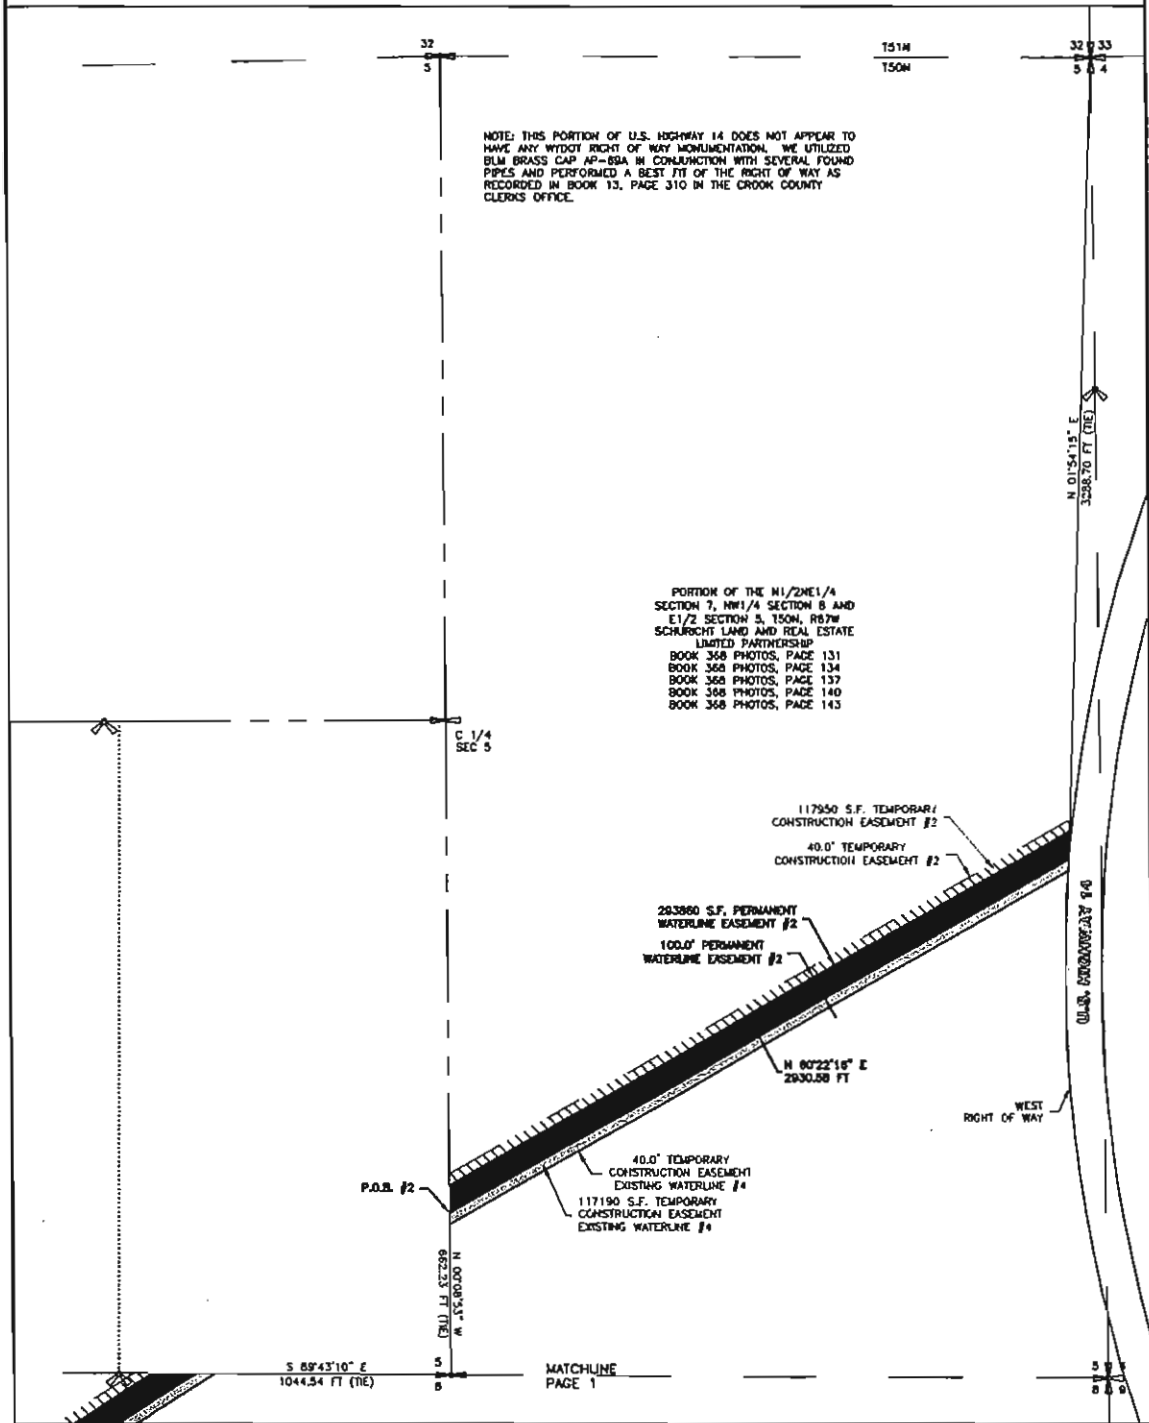 32
5
T51N
T50N
32 33
5 4
NOTE: THIS PORTION OF U.S. HIGHWAY 14 DOES NOT APPEAR TO
HAVE ANY WYDOT RIGHT OF WAY MONUMENTATION. WE UTILIZED
BLM BRASS CAP AP-69A IN CONJUNCTION WITH SEVERAL FOUND
PIPES AND PERFORMED A BEST FIT OF THE RIGHT OF WAY AS
RECORDED IN BOOK 13, PAGE 310 IN THE CROOK COUNTY
CLERKS OFFICE.
N 01°54'15" E
3288.70 FT (TIE)
PORTION OF THE N1/2NE1/4
SECTION 7, NW1/4 SECTION 8 AND
E1/2 SECTION 5, T50N, R67W
SCHURICHT LAND AND REAL ESTATE
LIMITED PARTNERSHIP
BOOK 368 PHOTOS, PAGE 131
BOOK 368 PHOTOS, PAGE 134
BOOK 368 PHOTOS, PAGE 137
BOOK 368 PHOTOS, PAGE 140
BOOK 368 PHOTOS, PAGE 143
C 1/4
SEC 5
117950 S.F. TEMPORARY
CONSTRUCTION EASEMENT #2
40.0' TEMPORARY
CONSTRUCTION EASEMENT #2
293860 S.F. PERMANENT
WATERLINE EASEMENT #2
100.0' PERMANENT
WATERLINE EASEMENT #2
U.S. HIGHWAY 14
N 60°22'16" E
2930.58 FT
WEST
RIGHT OF WAY
40.0' TEMPORARY
CONSTRUCTION EASEMENT
EXISTING WATERLINE #4
P.O.B. #2
117190 S.F. TEMPORARY
CONSTRUCTION EASEMENT
EXISTING WATERLINE #4
N 00°08'53" W
662.23 FT (TIE)
S 89°43'10" E
1044.54 FT (TIE)
5
8
MATCHLINE
PAGE 1
5
8 9